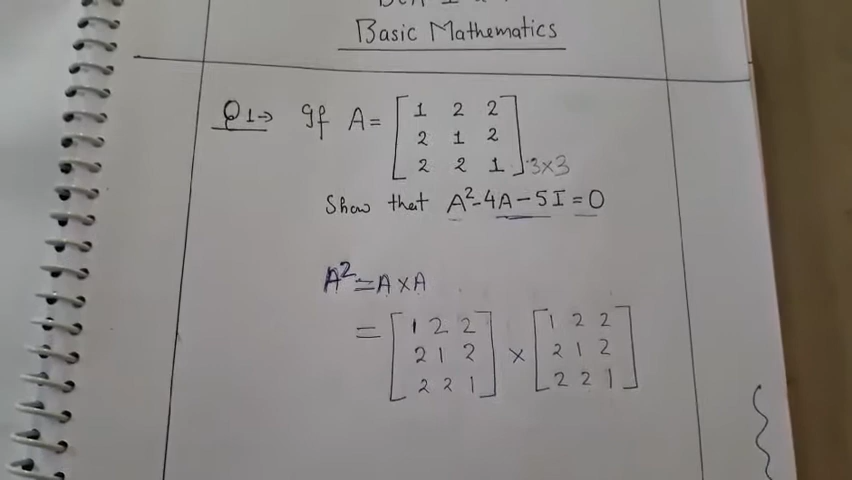 Basic Mathematics
Q1→ If A = [ 1 2 2
2 1 2
2 2 1 ] 3×3
Show that A²-4A-5I=0
A²=A×A
= [ 1 2 2 × [ 1 2 2
2 1 2 2 1 2
2 2 1 ] 2 2 1 ]